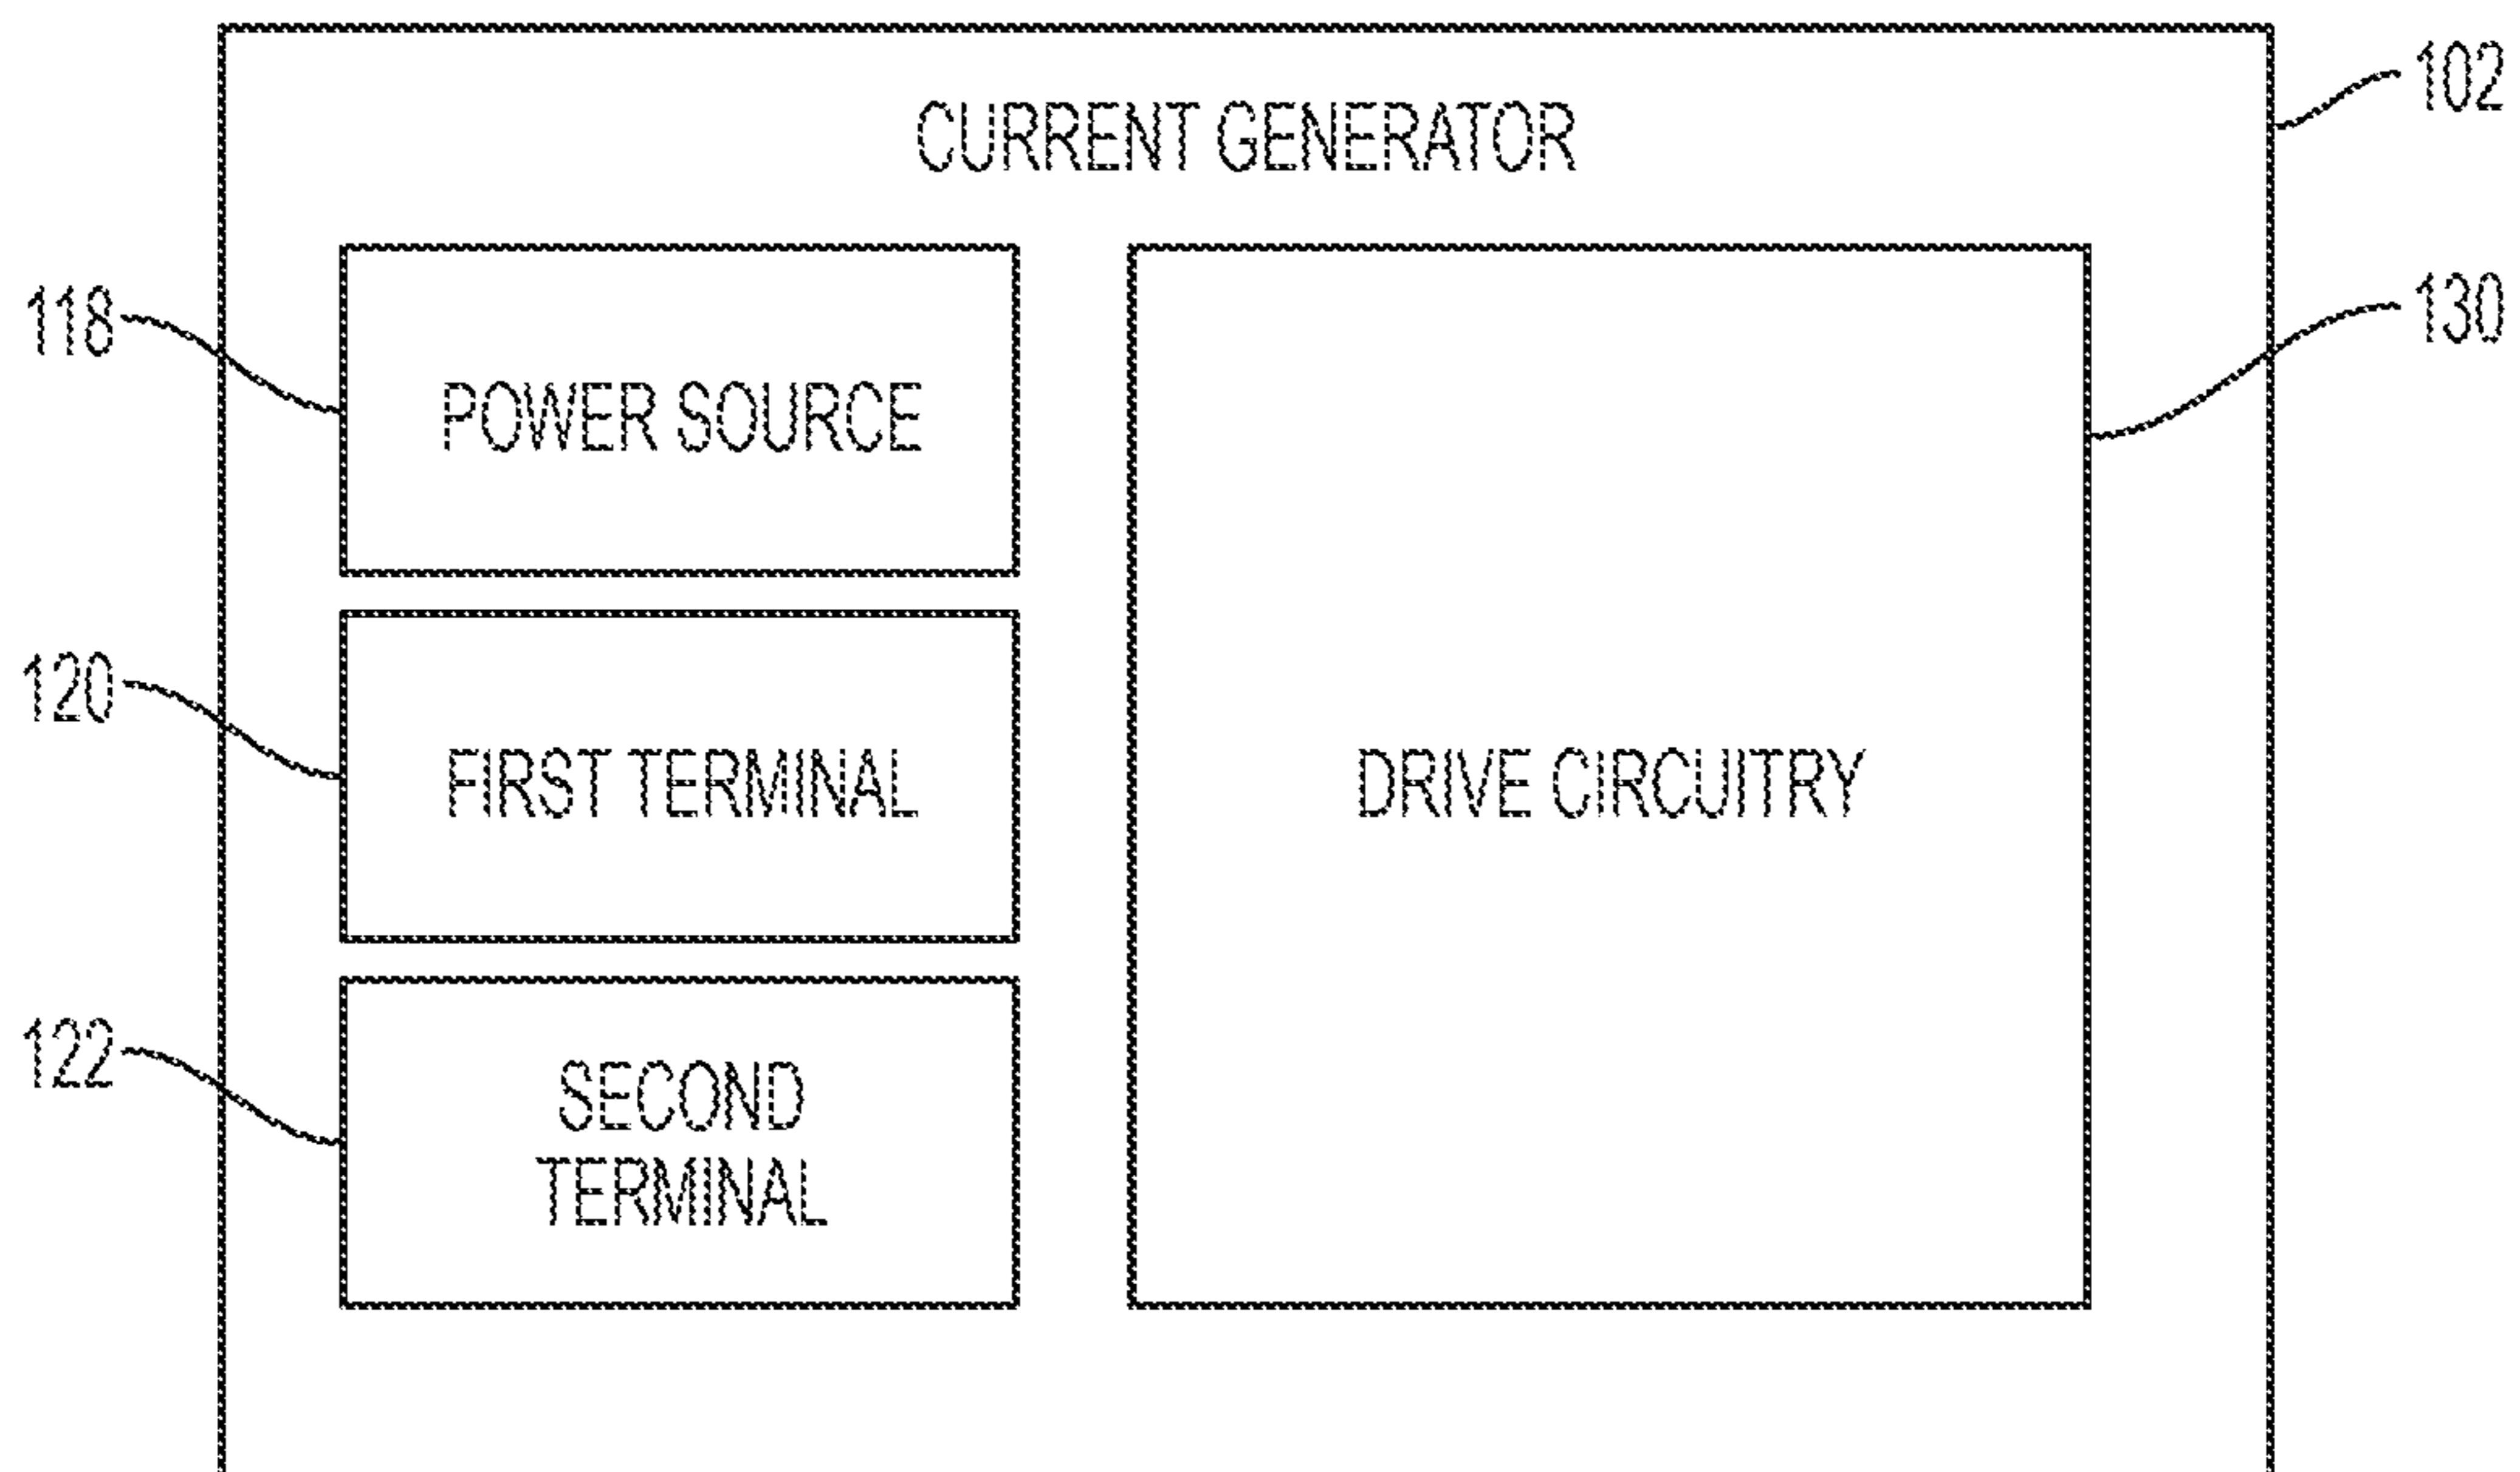 CURRENT GENERATOR
102
118
POWER SOURCE
130
120
FIRST TERMINAL
DRIVE CIRCUITRY
122
SECOND
TERMINAL